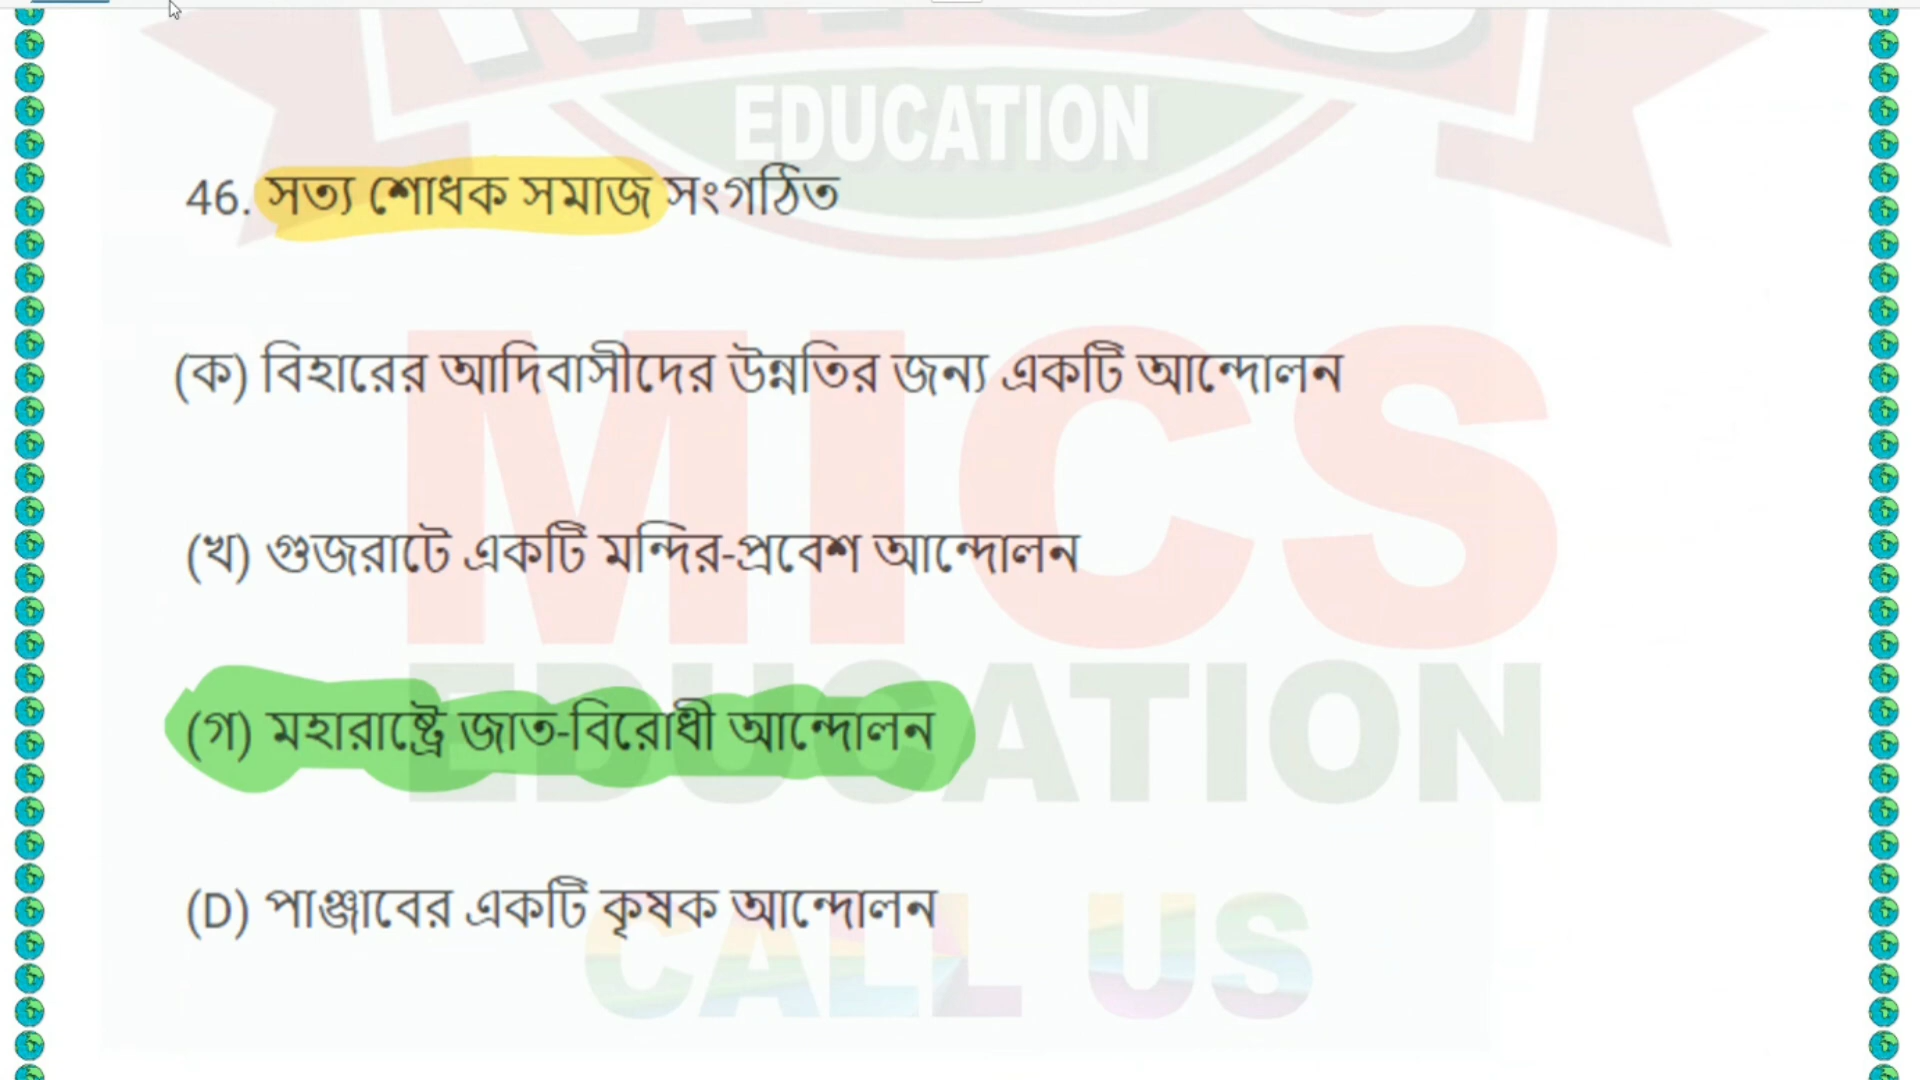 EDUCATION
46. সত্য শোধক সমাজ সংগঠিত
(ক) বিহারের আদিবাসীদের উন্নতির জন্য একটি আন্দোলন
MICS
(খ) গুজরাটে একটি মন্দির-প্রবেশ আন্দোলন
EDUCATION
(গ) মহারাষ্ট্রে জাত-বিরোধী আন্দোলন
(D) পাঞ্জাবের একটি কৃষক আন্দোলন
CALL US